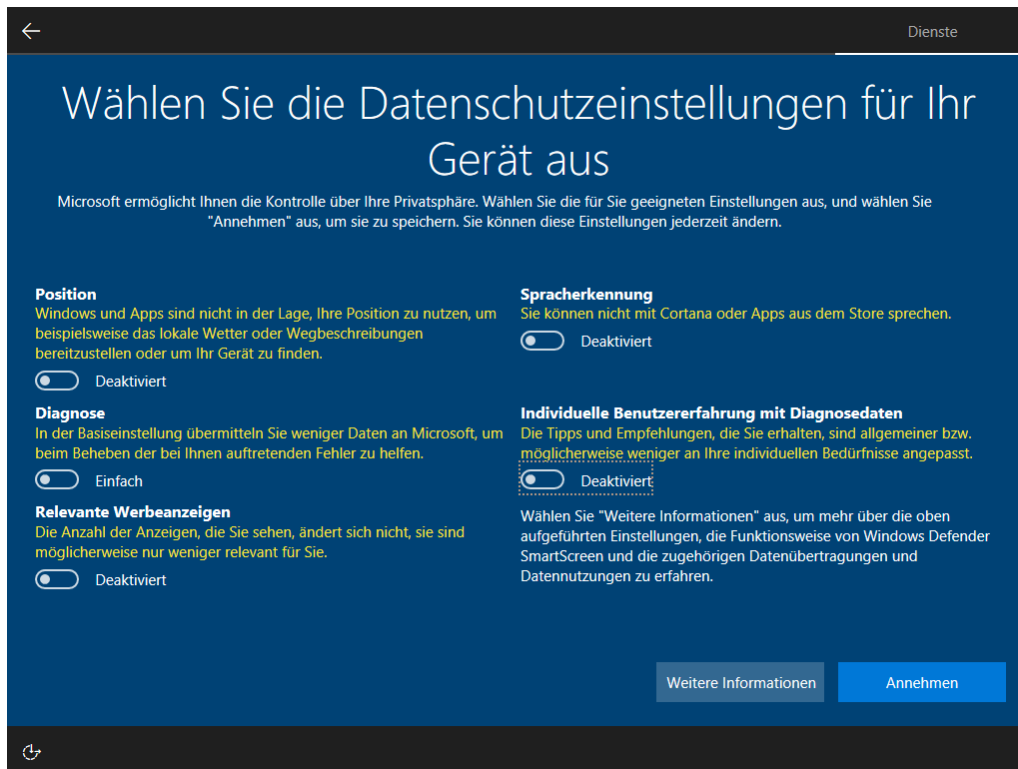 Dienste
Wählen Sie die Datenschutzeinstellungen für Ihr
Gerät aus
Microsoft ermöglicht Ihnen die Kontrolle über Ihre Privatsphäre. Wählen Sie die für Sie geeigneten Einstellungen aus, und wählen Sie
"Annehmen" aus, um sie zu speichern. Sie können diese Einstellungen jederzeit ändern.
Position
Windows und Apps sind nicht in der Lage, Ihre Position zu nutzen, um
beispielsweise das lokale Wetter oder Wegbeschreibungen
bereitzustellen oder um Ihr Gerät zu finden.
Deaktiviert
Diagnose
In der Basiseinstellung übermitteln Sie weniger Daten an Microsoft, um
beim Beheben der bei Ihnen auftretenden Fehler zu helfen.
Einfach
Relevante Werbeanzeigen
Die Anzahl der Anzeigen, die Sie sehen, ändert sich nicht, sie sind
möglicherweise nur weniger relevant für Sie.
Deaktiviert
Spracherkennung
Sie können nicht mit Cortana oder Apps aus dem Store sprechen.
Deaktiviert
Individuelle Benutzererfahrung mit Diagnosedaten
Die Tipps und Empfehlungen, die Sie erhalten, sind allgemeiner bzw.
möglicherweise weniger an Ihre individuellen Bedürfnisse angepasst.
Deaktiviert
Wählen Sie "Weitere Informationen" aus, um mehr über die oben
aufgeführten Einstellungen, die Funktionsweise von Windows Defender
SmartScreen und die zugehörigen Datenübertragungen und
Datennutzungen zu erfahren.
Weitere Informationen
Annehmen